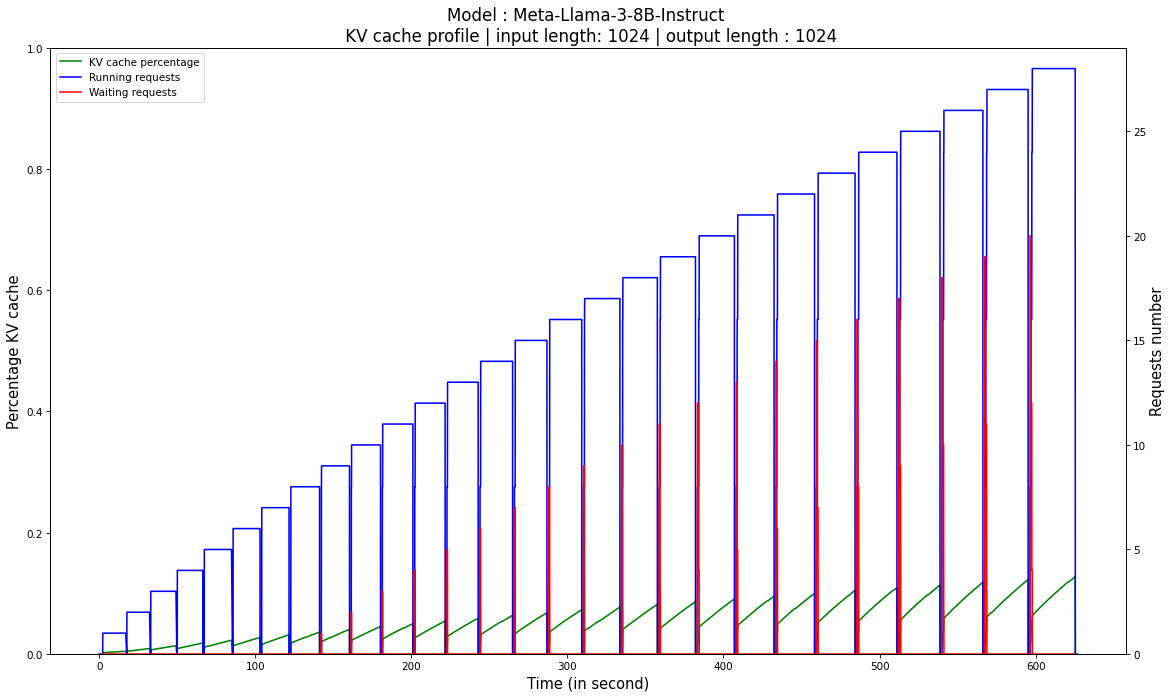 Model : Meta-Llama-3-8B-Instruct
KV cache profile | input length: 1024 | output length : 1024
KV cache percentage
Running requests
Waiting requests
1.0
0.8
0.6
0.4
0.2
0.0
Percentage KV cache
25
20
15
10
5
0
Requests number
0 100 200 300 400 500 600
Time (in second)